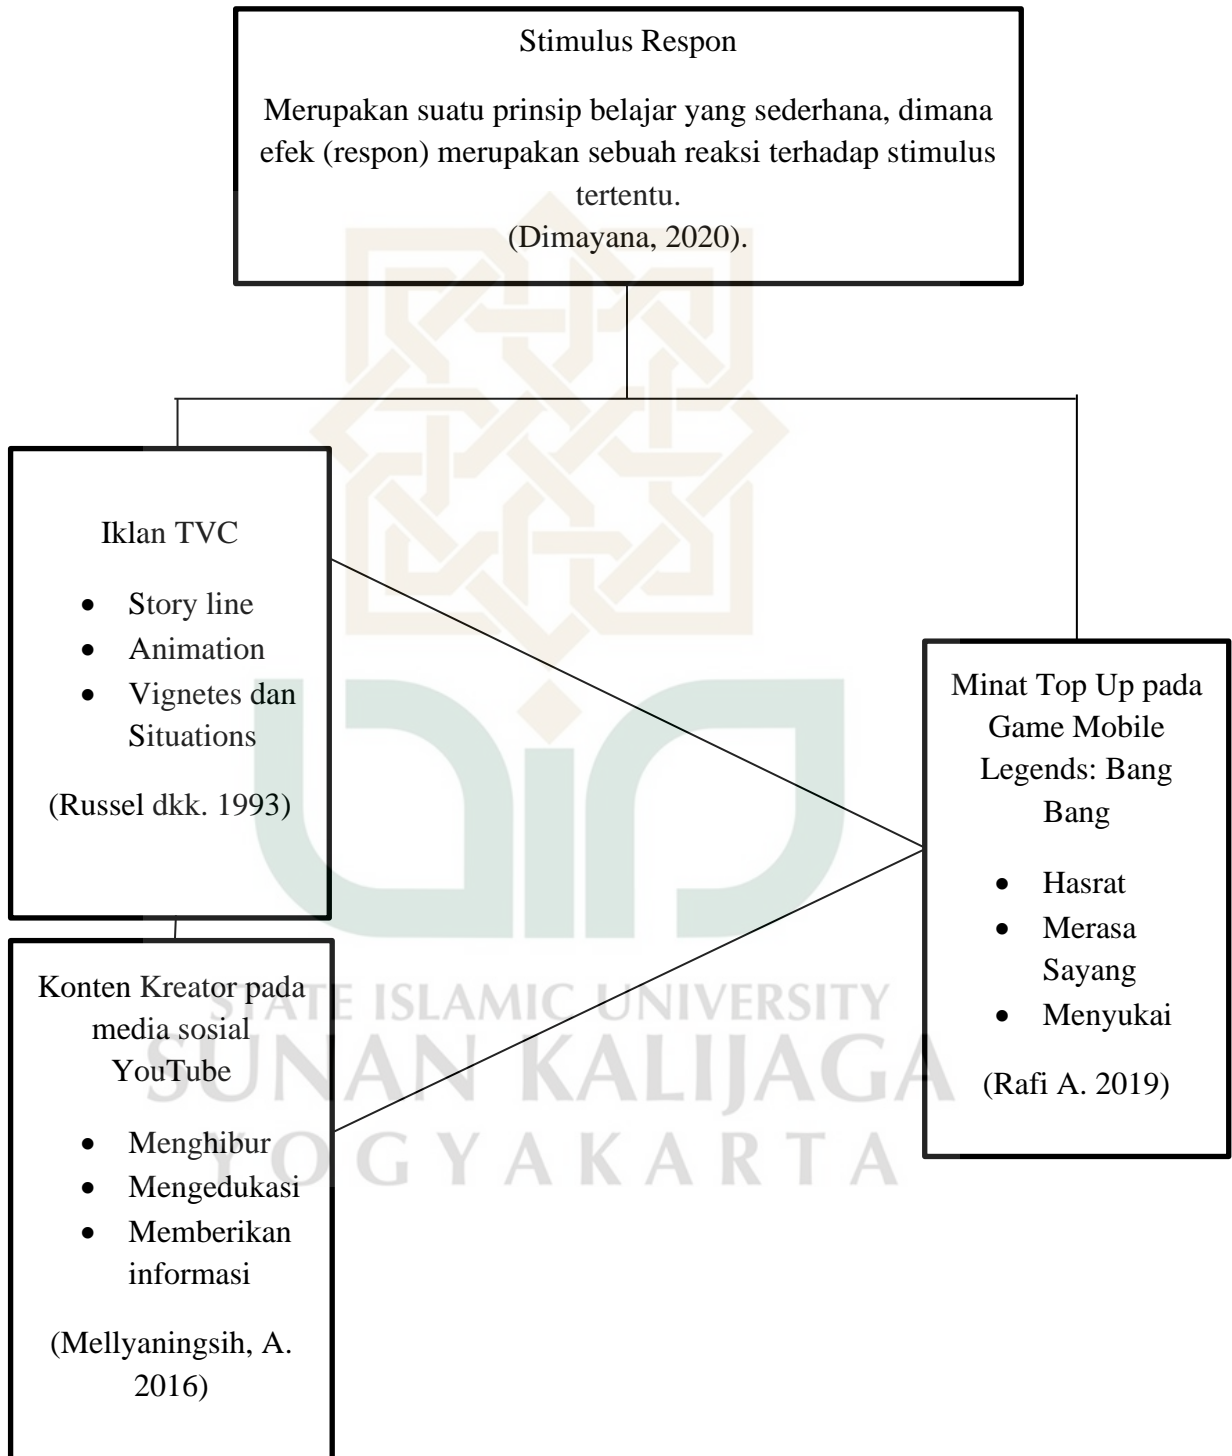 Stimulus Respon
Merupakan suatu prinsip belajar yang sederhana, dimana
efek (respon) merupakan sebuah reaksi terhadap stimulus
tertentu.
(Dimayana, 2020).
Iklan TVC
• Story line
• Animation
• Vignetes dan
Situations
(Russel dkk. 1993)
Konten Kreator pada
media sosial
YouTube
• Menghibur
• Mengedukasi
• Memberikan
informasi
(Mellyaningsih, A.
2016)
Minat Top Up pada
Game Mobile
Legends: Bang
Bang
• Hasrat
• Merasa
Sayang
• Menyukai
(Rafi A. 2019)
STATE ISLAMIC UNIVERSITY
SUNAN KALIJAGA
YOGYAKARTA